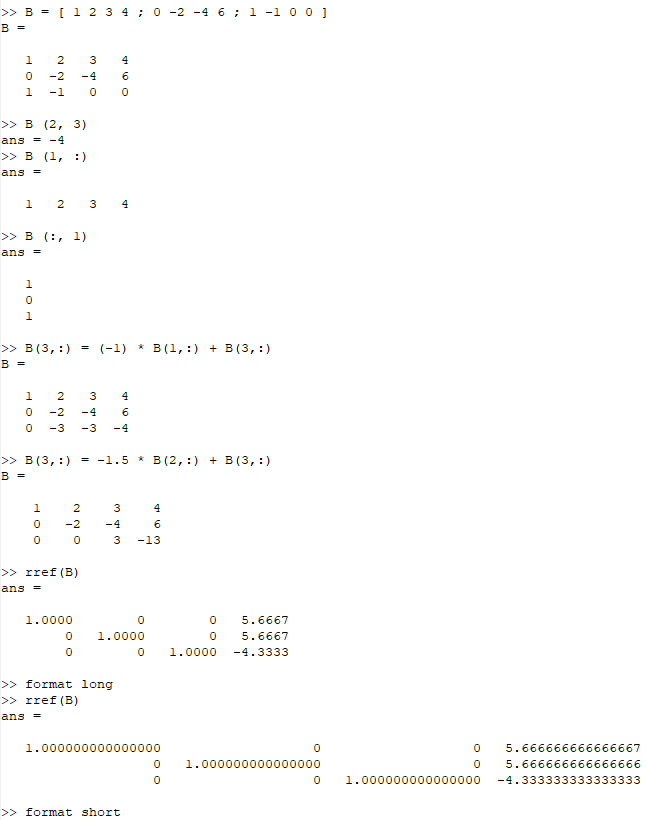 >> B = [ 1 2 3 4 ; 0 -2 -4 6 ; 1 -1 0 0 ]
B =
1 2 3 4
0 -2 -4 6
1 -1 0 0
>> B (2, 3)
ans = -4
>> B (1, :)
ans =
1 2 3 4
>> B (:, 1)
ans =
1
0
1
>> B(3,:) = (-1) * B(1,:) + B(3,:)
B =
1 2 3 4
0 -2 -4 6
0 -3 -3 -4
>> B(3,:) = -1.5 * B(2,:) + B(3,:)
B =
1 2 3 4
0 -2 -4 6
0 0 3 -13
>> rref(B)
ans =
1.0000 0 0 5.6667
0 1.0000 0 5.6667
0 0 1.0000 -4.3333
>> format long
>> rref(B)
ans =
1.000000000000000 0 0 5.666666666666667
0 1.000000000000000 0 5.666666666666666
0 0 1.000000000000000 -4.333333333333333
>> format short